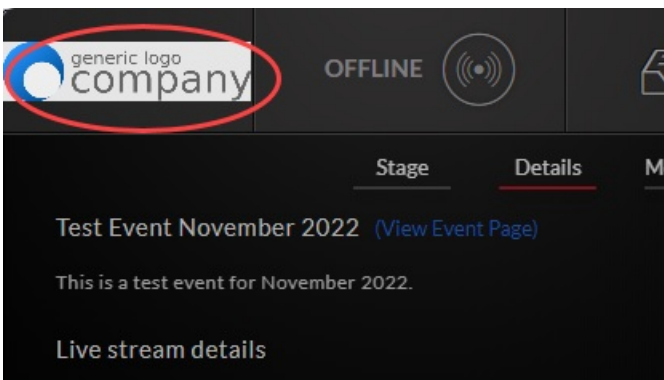 generic logo
company
OFFLINE
Stage Details M
Test Event November 2022 (View Event Page)
This is a test event for November 2022.
Live stream details